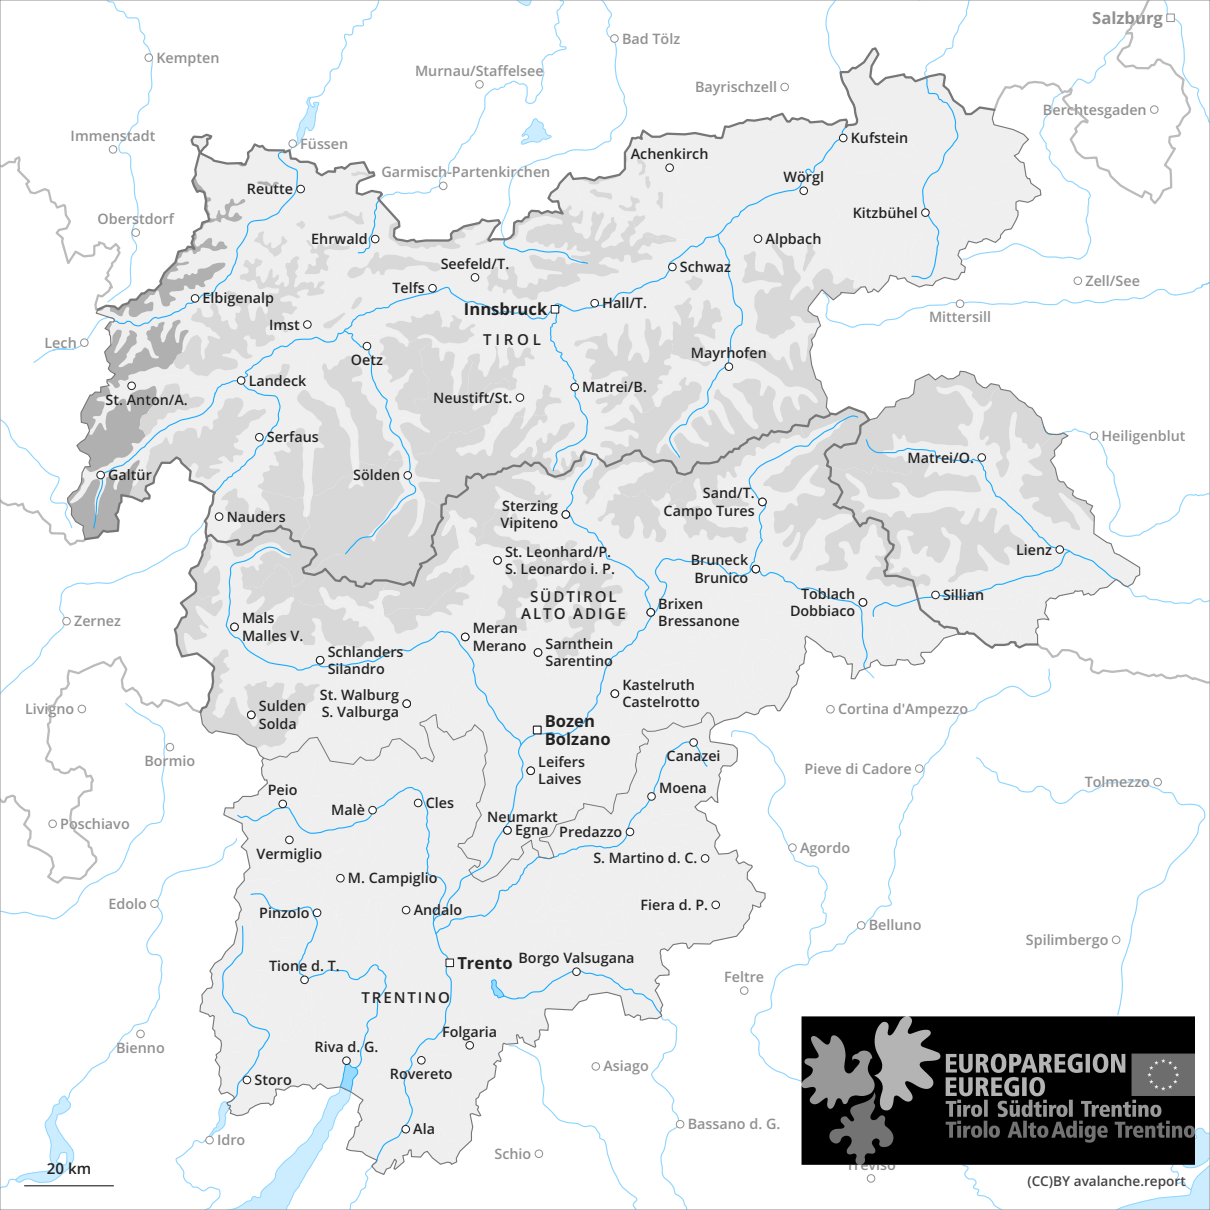 Salzburg
Bad Tölz
Kempten
Murnau/Staffelsee
Bayrischzell
Berchtesgaden
Immenstadt
Füssen
Kufstein
Achenkirch
Garmisch-Partenkirchen
Wörgl
Reutte
Kitzbühel
Oberstdorf
Ehrwald
Alpbach
Seefeld/T.
Schwaz
Zell/See
Telfs
Elbigenalp
Hall/T.
Innsbruck
Mittersill
Imst
TIROL
Lech
Mayrhofen
Oetz
Landeck
Matrei/B.
St. Anton/A.
Neustift/St.
Serfaus
Heiligenblut
Matrei/O.
Galtür
Sölden
Sand/T.
Campo Tures
Sterzing
Vipiteno
Nauders
Lienz
St. Leonhard/P.
S. Leonardo i. P.
Bruneck
Brunico
SÜDTIROL
ALTO ADIGE
Toblach
Dobbiaco
Sillian
Brixen
Bressanone
Zernez
Mals
Malles V.
Meran
Merano
Sarnthein
Sarentino
Schlanders
Silandro
Kastelruth
Castelrotto
St. Walburg
S. Valburga
Sulden
Solda
Livigno
Cortina d'Ampezzo
Bozen
Bolzano
Bormio
Canazei
Leifers
Laives
Pieve di Cadore
Tolmezzo
Peio
Moena
Malè
Cles
Neumarkt
Egna
Predazzo
Poschiavo
Vermiglio
Agordo
S. Martino d. C.
M. Campiglio
Edolo
Pinzolo
Andalo
Fiera d. P.
Belluno
Spilimbergo
Trento
Borgo Valsugana
Tione d. T.
Feltre
TRENTINO
Folgaria
Bienno
Riva d. G.
Asiago
Rovereto
Storo
EUROPAREGION
EUREGIO
Tirol Südtirol Trentino
Tirolo Alto Adige Trentino
Bassano d. G.
Ala
Idro
Schio
Treviso
20 km
(CC)BY avalanche.report